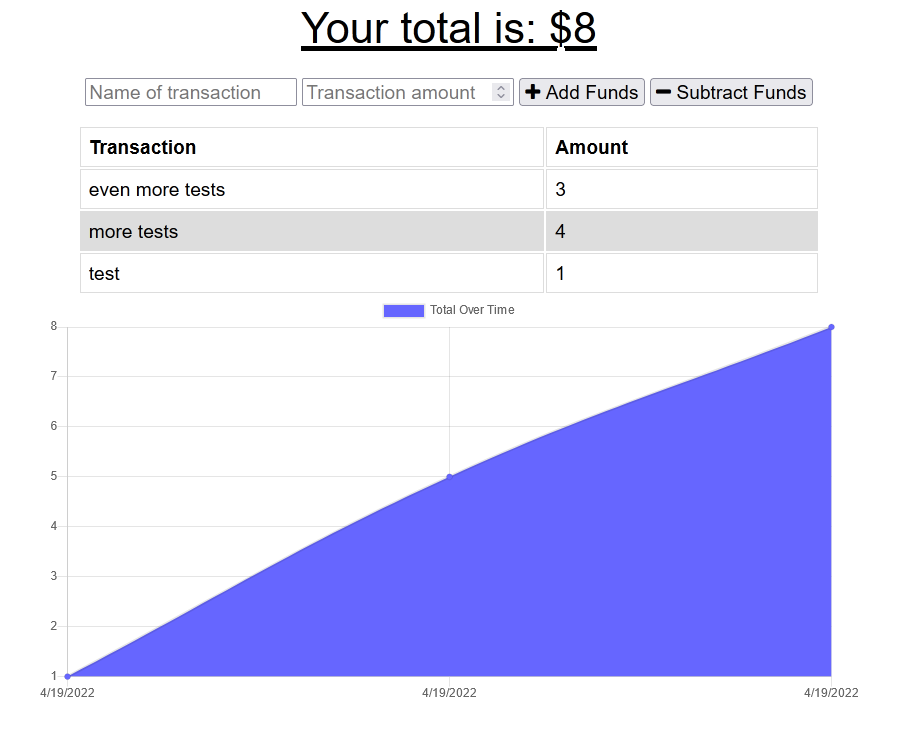 Your total is: $8
Name of transaction Transaction amount Add Funds Subtract Funds
Transaction Amount
even more tests 3
more tests 4
test 1
Total Over Time
8
7
6
5
4
3
2
1
4/19/2022 4/19/2022 4/19/2022